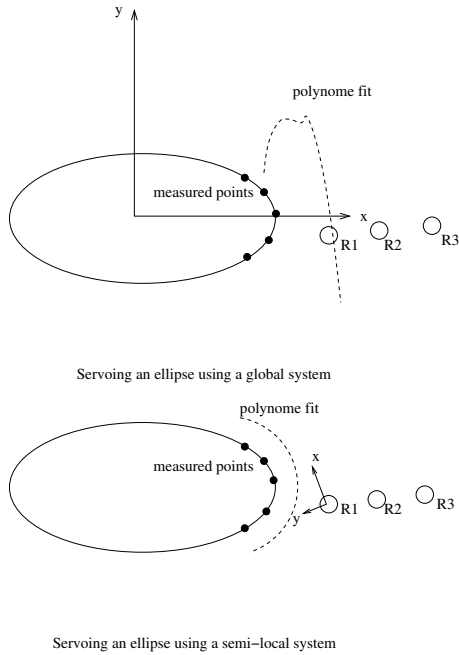 y
polynome fit
measured points
x
R1
R2
R3
Servoing an ellipse using a global system
polynome fit
measured points
x
y
R1
R2
R3
Servoing an ellipse using a semi−local system